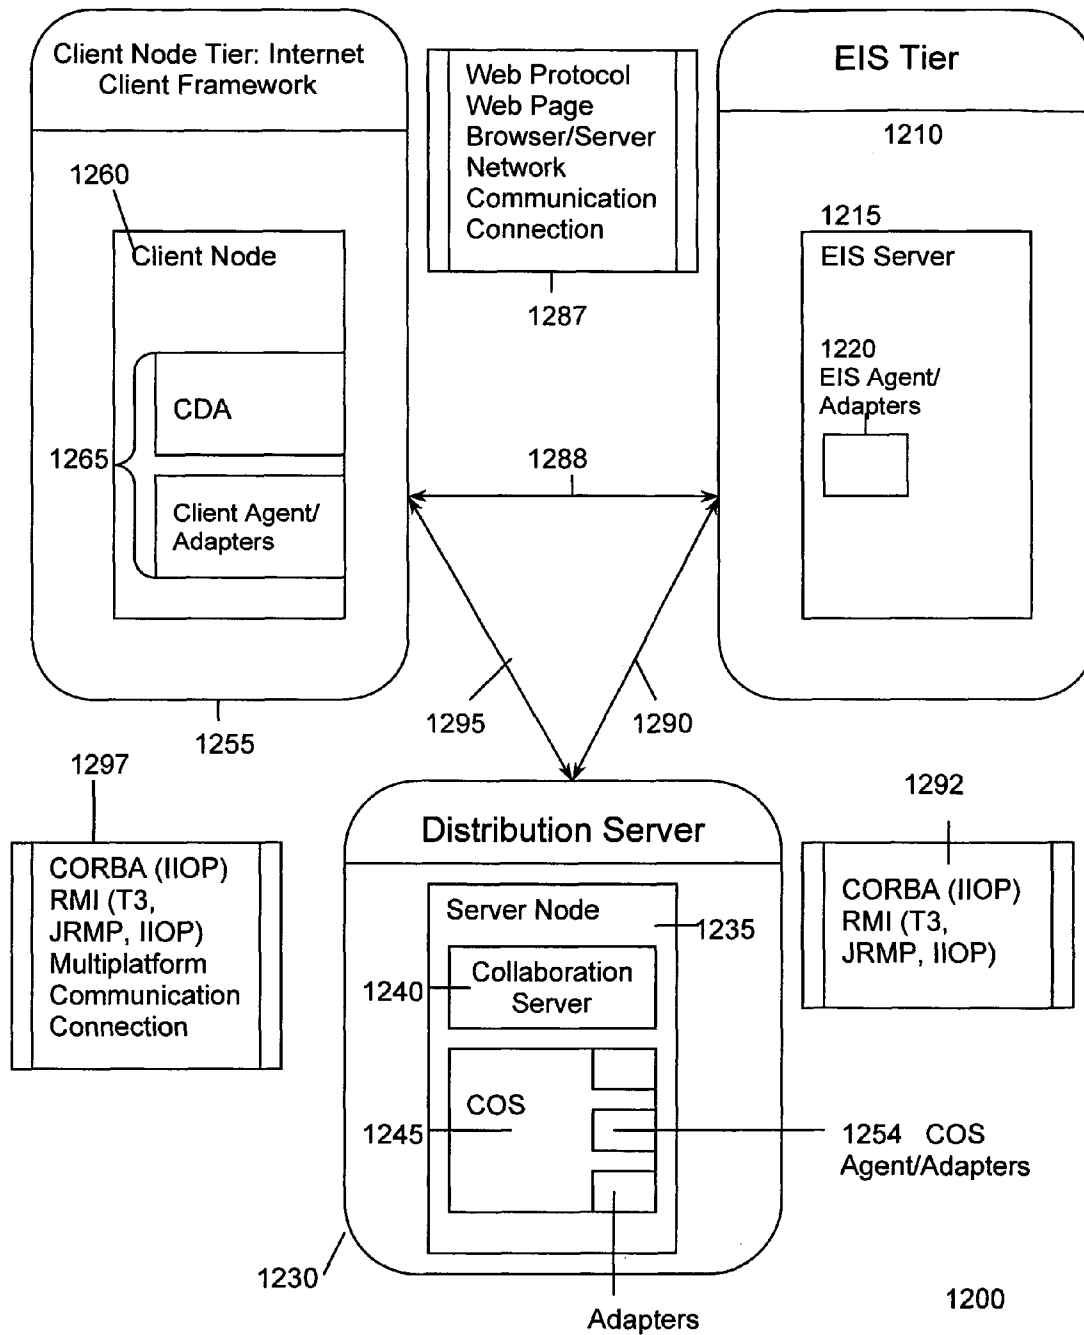 Client Node Tier: Internet
Client Framework
1260
Client Node
CDA
1265
Client Agent/
Adapters
1255
Web Protocol
Web Page
Browser/Server
Network
Communication
Connection
1287
EIS Tier
1210
1215
EIS Server
1220
EIS Agent/
Adapters
1288
1295
1290
1297
CORBA (IIOP)
RMI (T3,
JRMP, IIOP)
Multiplatform
Communication
Connection
Distribution Server
Server Node
1235
1240
Collaboration
Server
COS
1245
1254 COS
Agent/Adapters
1230
Adapters
1292
CORBA (IIOP)
RMI (T3,
JRMP, IIOP)
1200